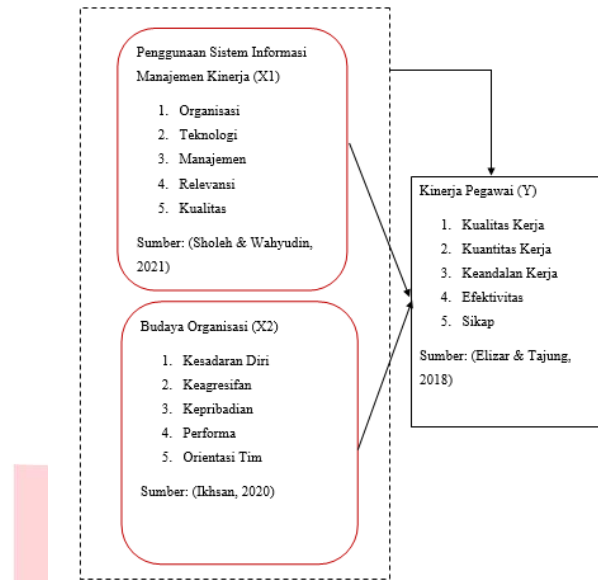 Penggunaan Sistem Informasi
Manajemen Kinerja (X1)
1. Organisasi
2. Teknologi
3. Manajemen
4. Relevansi
5. Kualitas
Sumber: (Sholeh & Wahyudin,
2021)
Budaya Organisasi (X2)
1. Kesadaran Diri
2. Keagresifan
3. Kepribadian
4. Performa
5. Orientasi Tim
Sumber: (Ikhsan, 2020)
Kinerja Pegawai (Y)
1. Kualitas Kerja
2. Kuantitas Kerja
3. Keandalan Kerja
4. Efektivitas
5. Sikap
Sumber: (Elizar & Tajung,
2018)